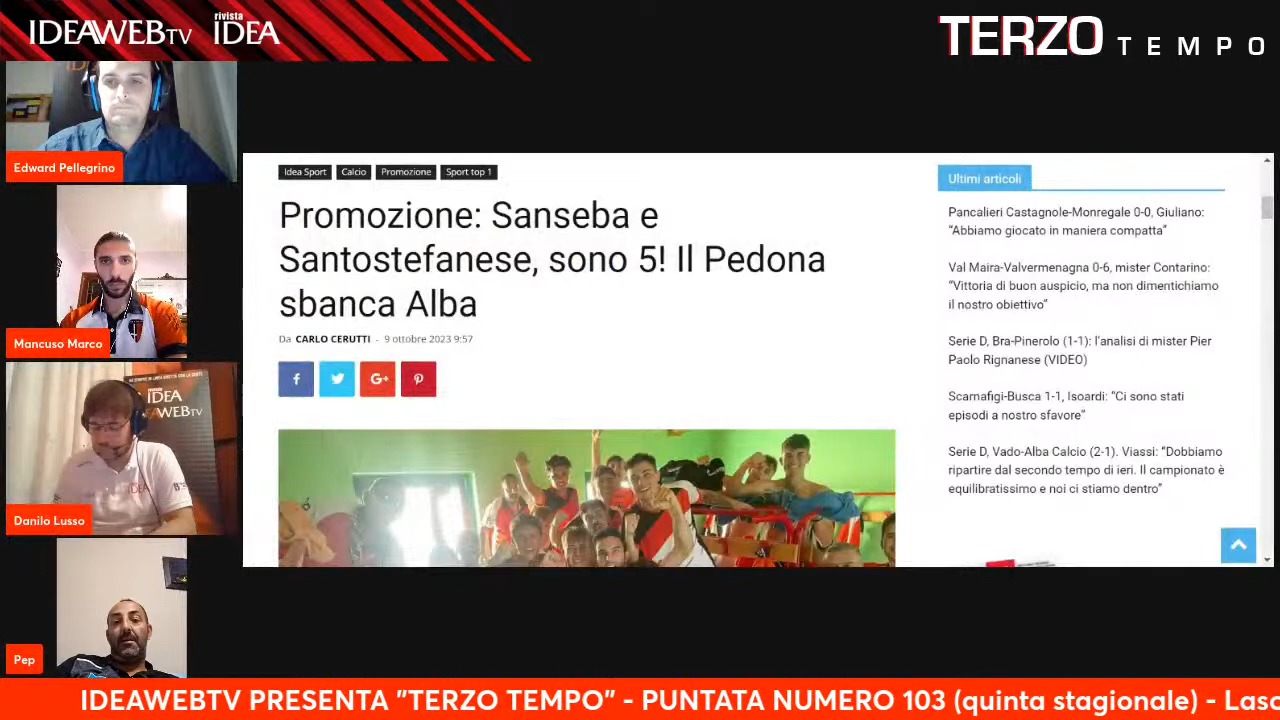 IDEAWEBTV rivista IDEA
TERZO TEMPO
Edward Pellegrino
Mancuso Marco
IDEA
IDEAWEBTV
Danilo Lusso
Pep
Idea Sport Calcio Promozione Sport top 1
Promozione: Sanseba e
Santostefanese, sono 5! Il Pedona
sbanca Alba
Da CARLO CERUTTI - 9 ottobre 2023 9:57
Ultimi articoli
Pancalieri Castagnole-Monregale 0-0, Giuliano:
“Abbiamo giocato in maniera compatta”
Val Maira-Valvermenagna 0-6, mister Contarino:
“Vittoria di buon auspicio, ma non dimentichiamo
il nostro obiettivo”
Serie D, Bra-Pinerolo (1-1): l’analisi di mister Pier
Paolo Rignanese (VIDEO)
Scarnafigi-Busca 1-1, Isoardi: “Ci sono stati
episodi a nostro sfavore”
Serie D, Vado-Alba Calcio (2-1). Viassi: “Dobbiamo
ripartire dal secondo tempo di ieri. Il campionato è
equilibratissimo e noi ci stiamo dentro”
IDEAWEBTV PRESENTA "TERZO TEMPO" - PUNTATA NUMERO 103 (quinta stagionale) - Lasc